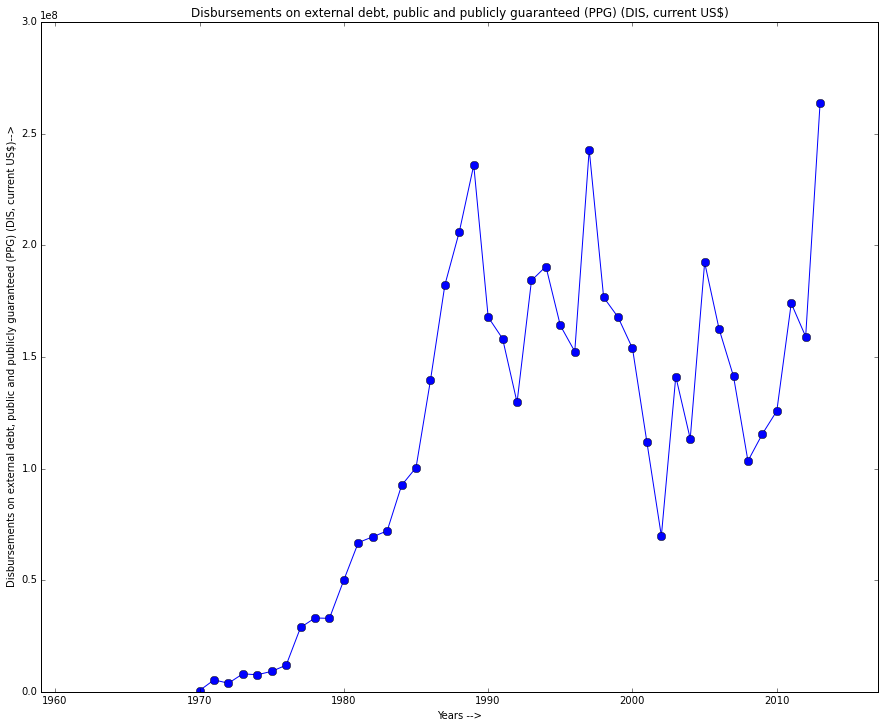 Disbursements on external debt, public and publicly guaranteed (PPG) (DIS, current US$)
1e8
3.0
2.5
2.0
1.5
1.0
0.5
0.0
Disbursements on external debt, public and publicly guaranteed (PPG) (DIS, current US$)-->
1960 1970 1980 1990 2000 2010
Years -->